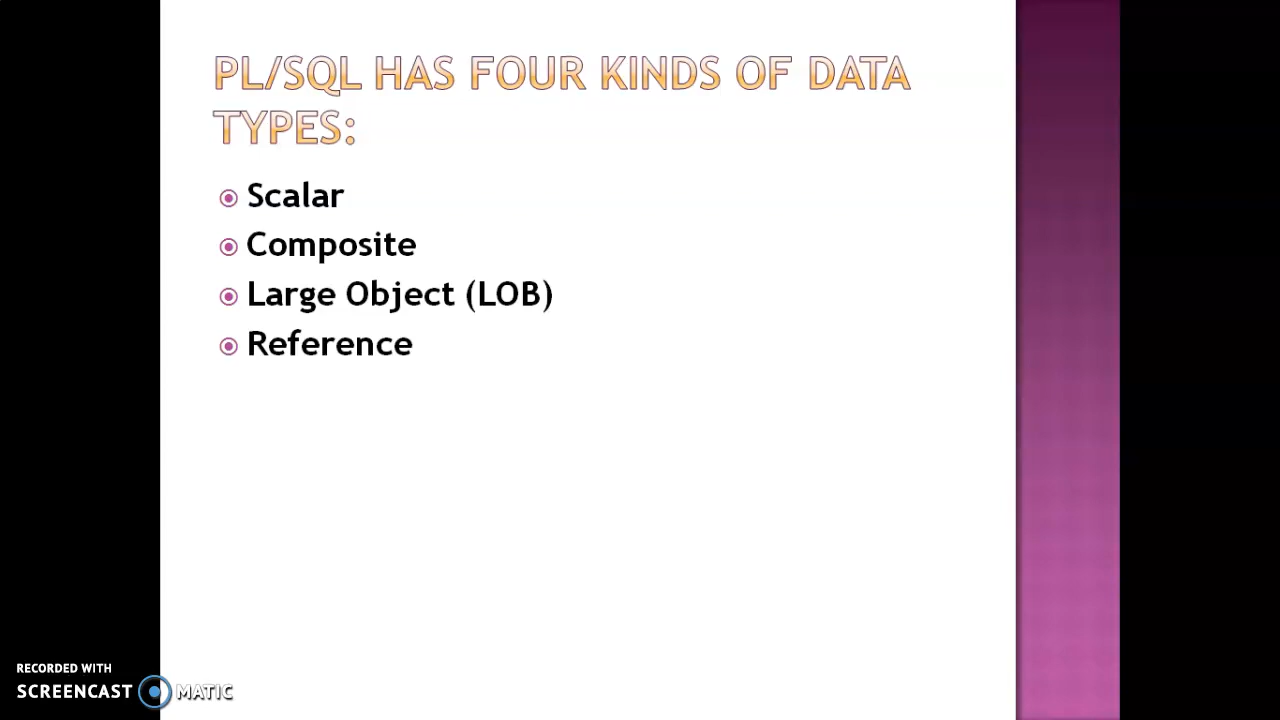 PL/SQL HAS FOUR KINDS OF DATA
TYPES:
Scalar
Composite
Large Object (LOB)
Reference
RECORDED WITH
SCREENCAST MATIC